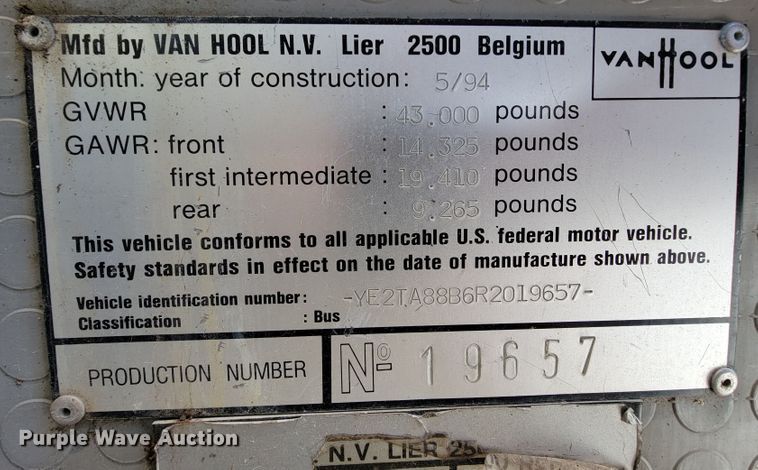 Mfd by VAN HOOL N.V. Lier 2500 Belgium
VANHOOL
Month. year of construction: 5/94
GVWR : 43.000 pounds
GAWR: front : 14.325 pounds
first intermediate : 19.410 pounds
rear : 9.265 pounds
This vehicle conforms to all applicable U.S. federal motor vehicle.
Safety standards in effect on the date of manufacture shown above.
Vehicle identification number: -YE2TA88B6R2019657-
Classification : Bus
PRODUCTION NUMBER Nº 19657
Purple Wave Auction
N.V. LIER 25